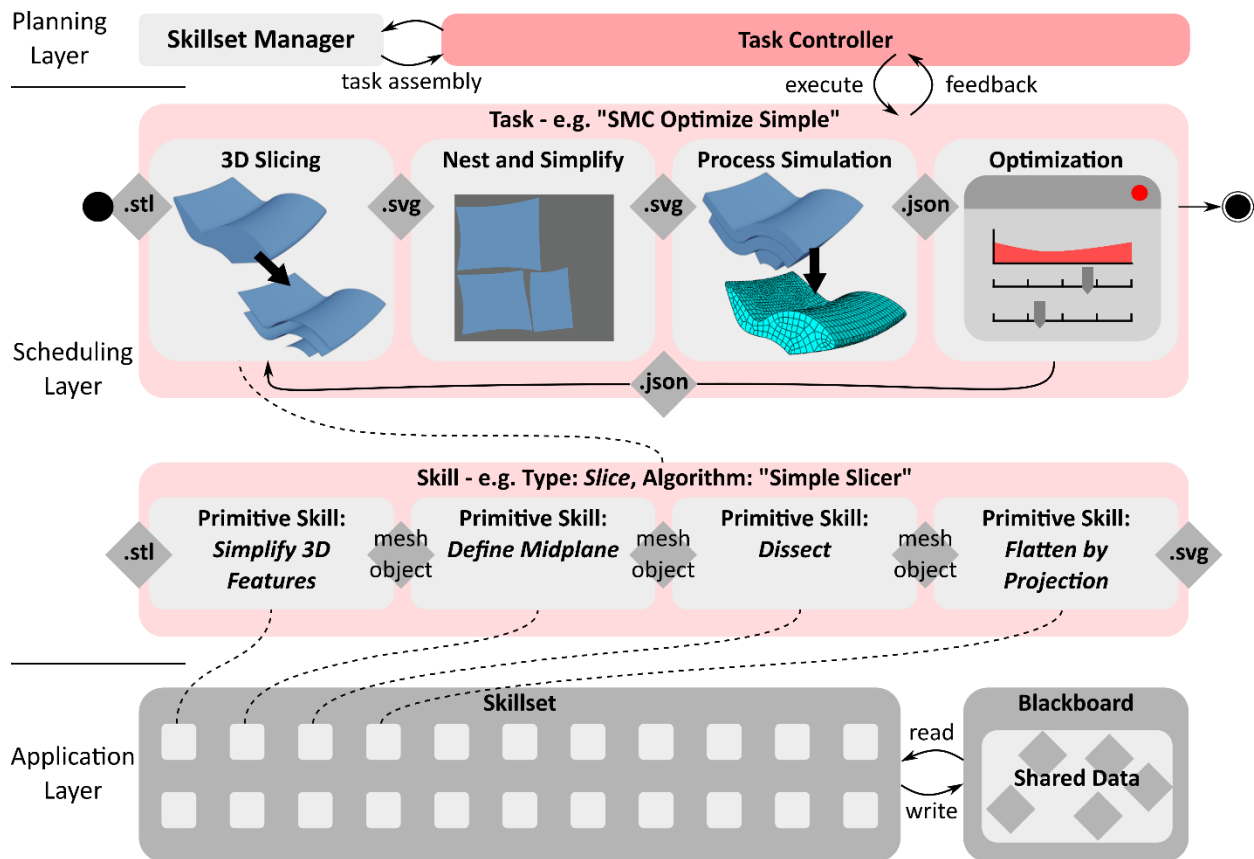 Planning
Layer
Skillset Manager
Task Controller
task assembly
execute
feedback
Task - e.g. "SMC Optimize Simple"
3D Slicing
Nest and Simplify
Process Simulation
Optimization
.stl
.svg
.svg
.json
Scheduling
Layer
.json
Skill - e.g. Type: Slice, Algorithm: "Simple Slicer"
.stl
Primitive Skill:
Simplify 3D
Features
mesh
object
Primitive Skill:
Define Midplane
mesh
object
Primitive Skill:
Dissect
mesh
object
Primitive Skill:
Flatten by
Projection
.svg
Application
Layer
Skillset
read
write
Blackboard
Shared Data